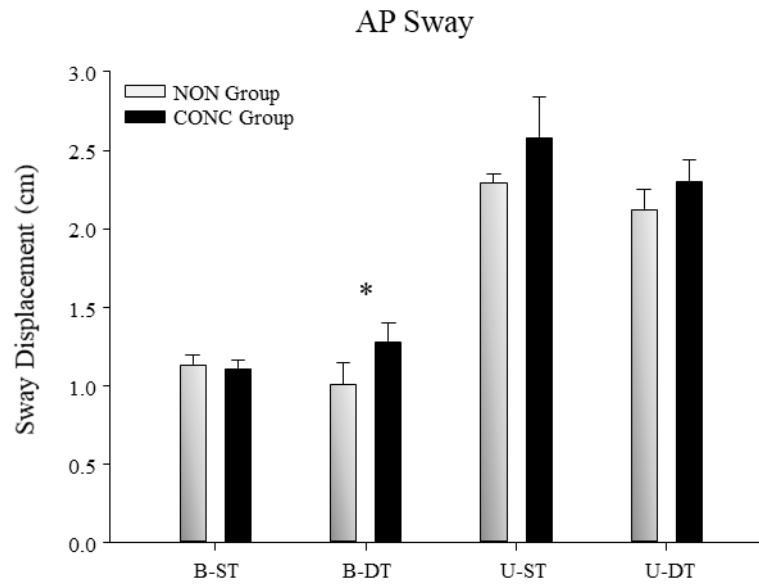 AP Sway
3.0
2.5
2.0
1.5
1.0
0.5
0.0
Sway Displacement (cm)
NON Group
CONC Group
*
B-ST
B-DT
U-ST
U-DT